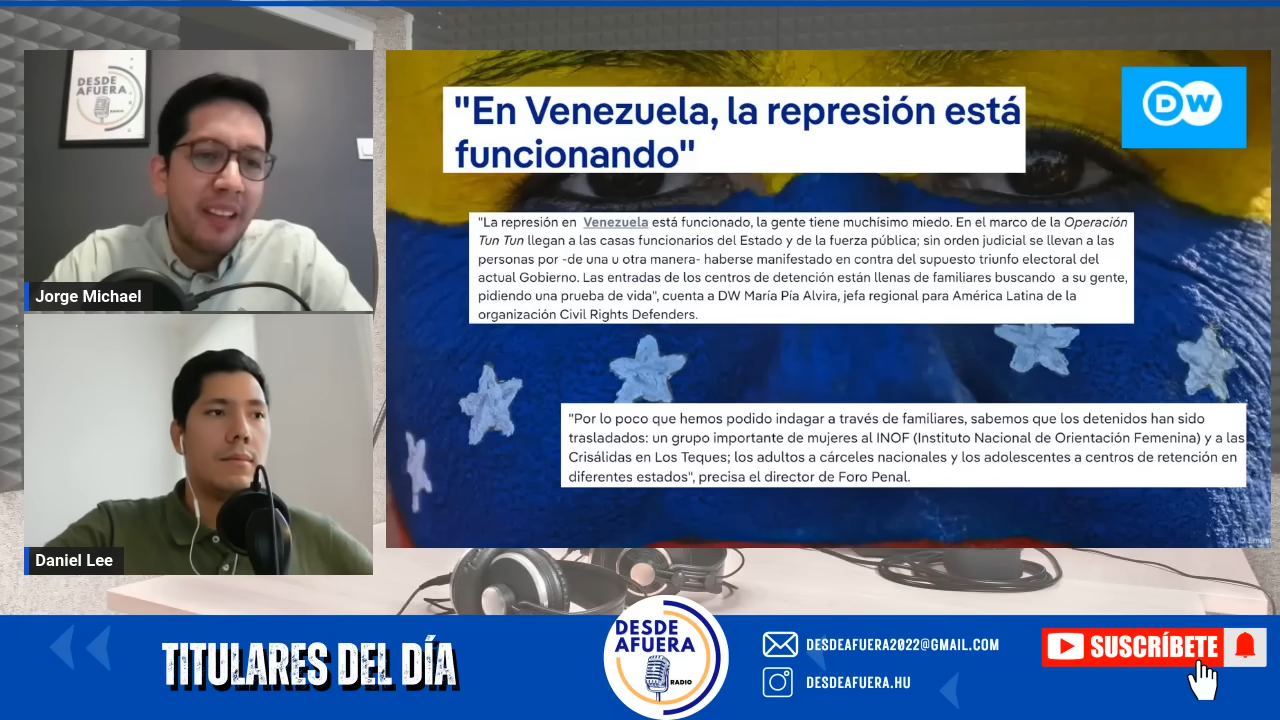 DESDE
AFUERA
RADIO
Jorge Michael
Daniel Lee
"En Venezuela, la represión está
funcionando"
DW
"La represión en Venezuela está funcionado, la gente tiene muchísimo miedo. En el marco de la Operación
Tun Tun llegan a las casas funcionarios del Estado y de la fuerza pública; sin orden judicial se llevan a las
personas por -de una u otra manera- haberse manifestado en contra del supuesto triunfo electoral del
actual Gobierno. Las entradas de los centros de detención están llenas de familiares buscando a su gente,
pidiendo una prueba de vida", cuenta a DW María Pía Alvira, jefa regional para América Latina de la
organización Civil Rights Defenders.
"Por lo poco que hemos podido indagar a través de familiares, sabemos que los detenidos han sido
trasladados: un grupo importante de mujeres al INOF (Instituto Nacional de Orientación Femenina) y a las
Crisálidas en Los Teques; los adultos a cárceles nacionales y los adolescentes a centros de retención en
diferentes estados", precisa el director de Foro Penal.
TITULARES DEL DÍA
DESDE
AFUERA
RADIO
DESDEAFUERA2022@GMAIL.COM
DESDEAFUERA.HU
SUSCRÍBETE